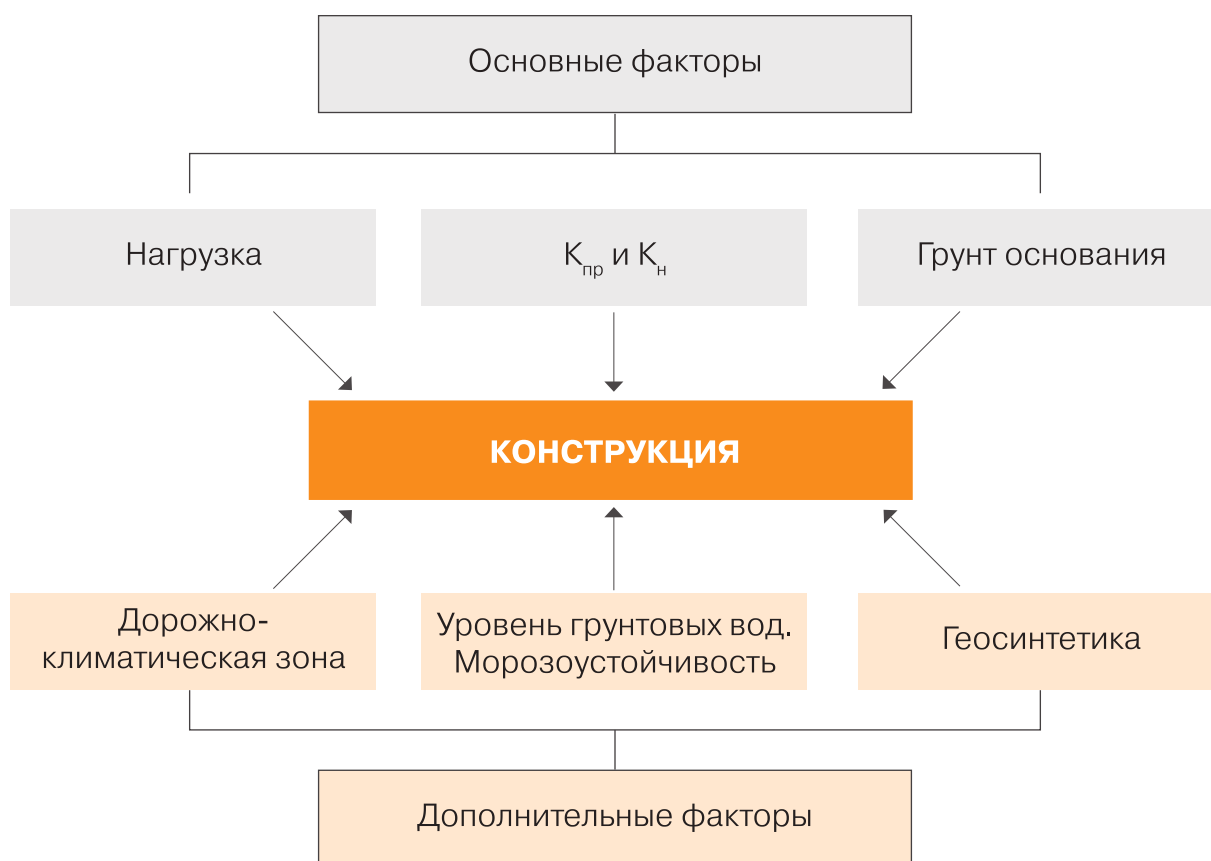 Основные факторы
Нагрузка
Кпр и Кн
Грунт основания
КОНСТРУКЦИЯ
Дорожно-
климатическая зона
Уровень грунтовых вод.
Морозоустойчивость
Геосинтетика
Дополнительные факторы